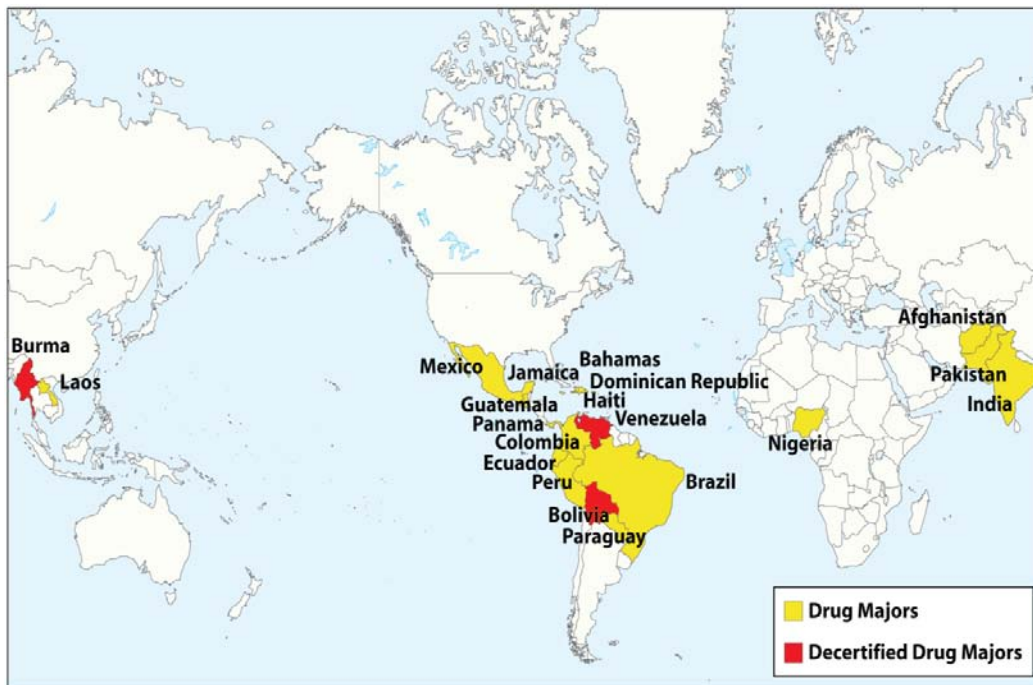 Burma
Laos
Mexico
Jamaica
Bahamas
Dominican Republic
Haiti
Guatemala
Panama
Venezuela
Colombia
Ecuador
Peru
Brazil
Bolivia
Paraguay
Afghanistan
Pakistan
India
Nigeria
Drug Majors
Decertified Drug Majors